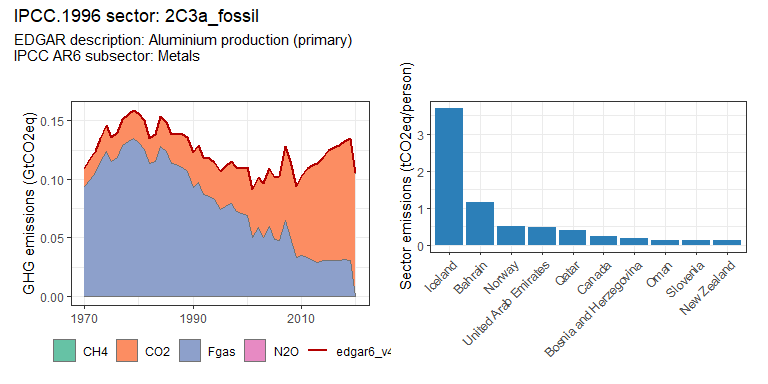 IPCC.1996 sector: 2C3a_fossil
EDGAR description: Aluminium production (primary)
IPCC AR6 subsector: Metals
GHG emissions (GtCO2eq)
0.15
0.10
0.05
0.00
1970
1990
2010
CH4
CO2
Fgas
N2O
edgar6_v4
Sector emissions (tCO2eq/person)
3
2
1
0
Iceland
Bahrain
Norway
United Arab Emirates
Qatar
Canada
Bosnia and Herzegovina
Oman
Slovenia
New Zealand